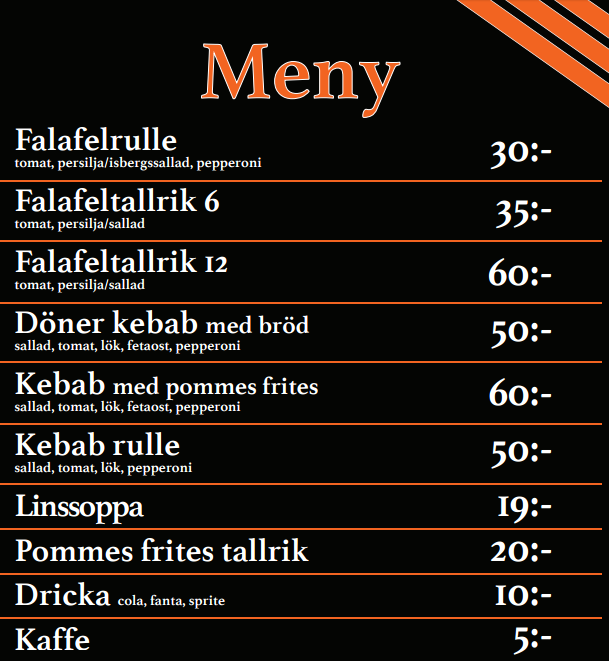 Meny
Falafelrulle 30:-
tomat, persilja/isbergssallad, pepperoni
Falafeltallrik 6 35:-
tomat, persilja/sallad
Falafeltallrik 12 60:-
tomat, persilja/sallad
Döner kebab med bröd 50:-
sallad, tomat, lök, fetaost, pepperoni
Kebab med pommes frites 60:-
sallad, tomat, lök, fetaost, pepperoni
Kebab rulle 50:-
sallad, tomat, lök, pepperoni
Linssoppa 19:-
Pommes frites tallrik 20:-
Dricka cola, fanta, sprite 10:-
Kaffe 5:-